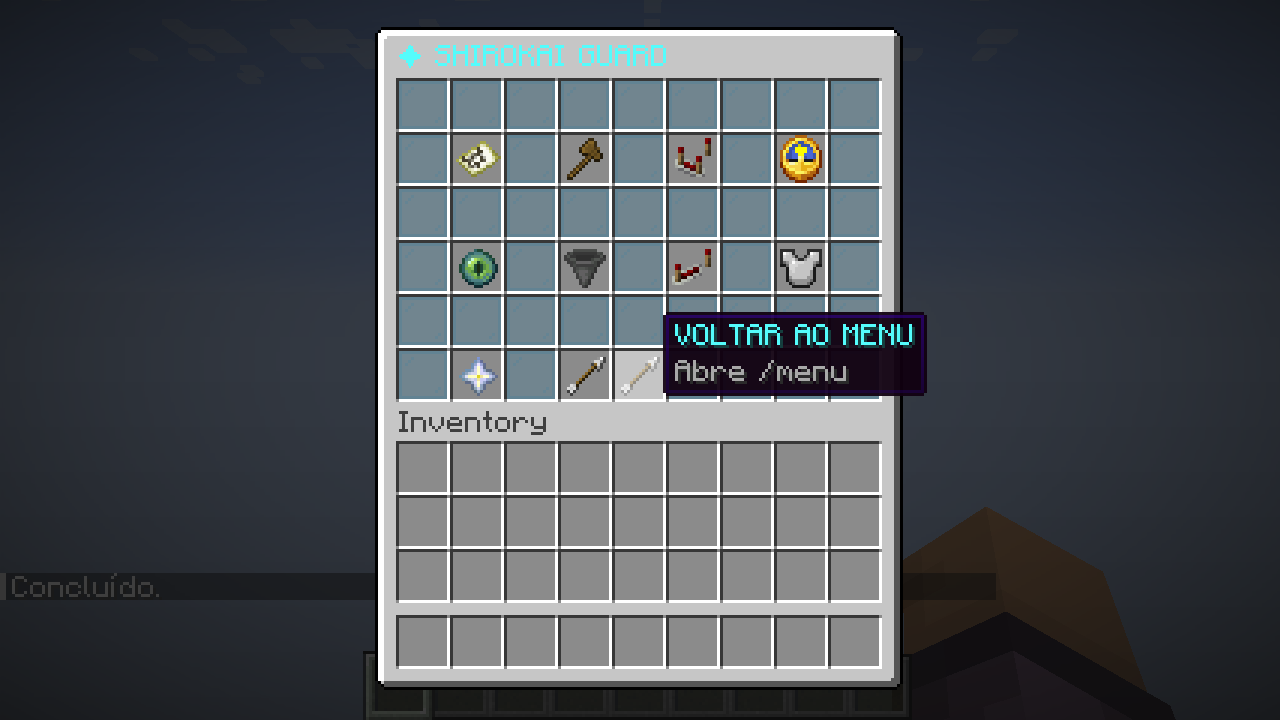 SHIROKAI GUARD
VOLTAR AO MENU
Abre /menu
Inventory
Concluído.